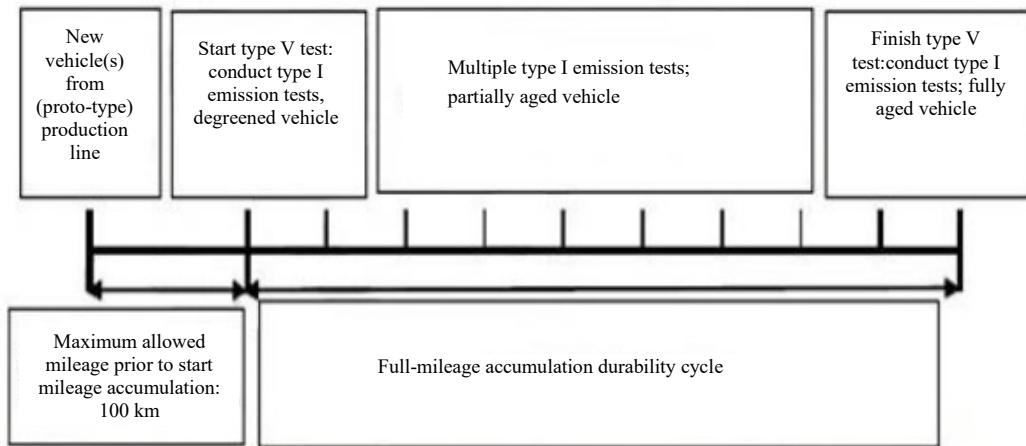 New
vehicle(s)
from
(proto-type)
production
line
Start type V test:
conduct type I
emission tests,
degreened vehicle
Multiple type I emission tests;
partially aged vehicle
Finish type V
test:conduct type I
emission tests; fully
aged vehicle
Maximum allowed
mileage prior to start
mileage accumulation:
100 km
Full-mileage accumulation durability cycle